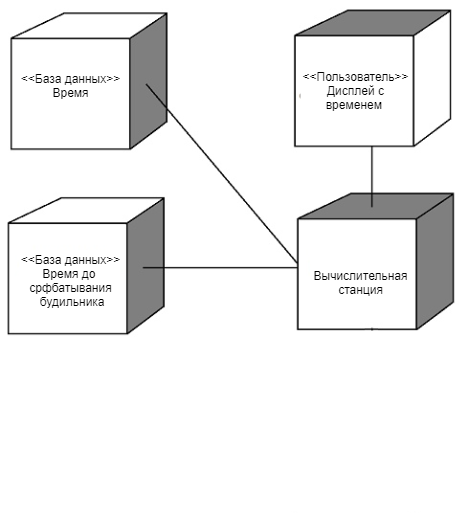 <<База данных>>
Время
<<Пользователь>>
Дисплей с
временем
<<База данных>>
Время до
срфбатывания
будильника
Вычислительная
станция